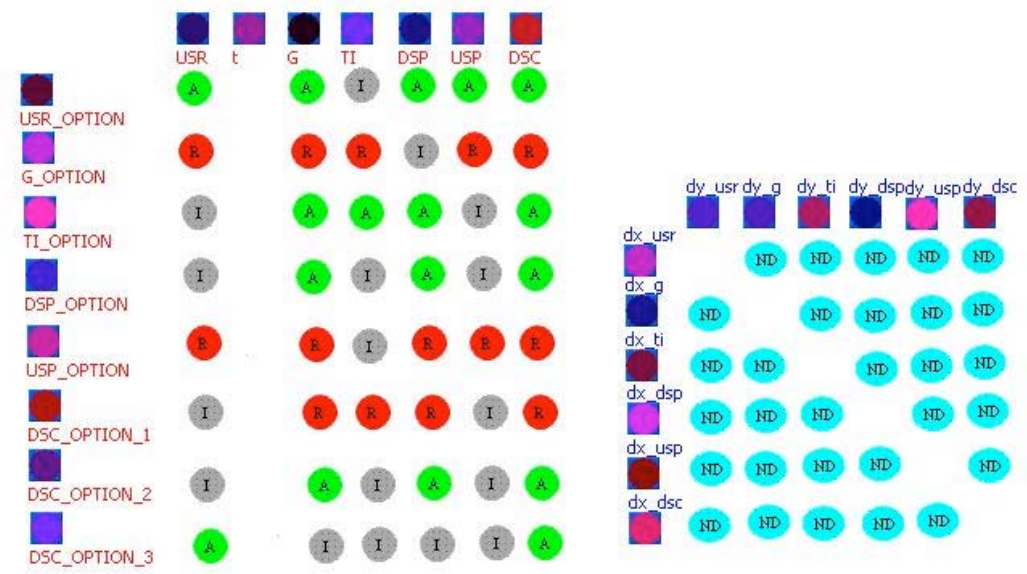 USR t G TI DSP USP DSC
USR_OPTION A A I A A A
G_OPTION R R R I R R
TI_OPTION I A A A I A
DSP_OPTION I A I A I A
USP_OPTION R R I R R R
DSC_OPTION_1 I R R R I R
DSC_OPTION_2 I A I A I A
DSC_OPTION_3 A I I I I A
dy_usr dy_g dy_ti dy_dsp dy_usp dy_dsc
dx_usr ND ND ND ND ND
dx_g ND ND ND ND ND
dx_ti ND ND ND ND ND
dx_dsp ND ND ND ND ND
dx_usp ND ND ND ND ND
dx_dsc ND ND ND ND ND